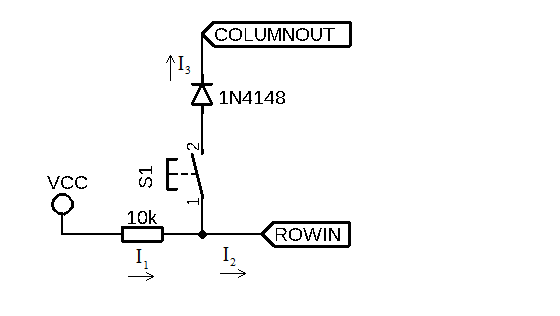 COLUMNOUT
I3
1N4148
2
S1
1
VCC
10k
ROWIN
I1
I2